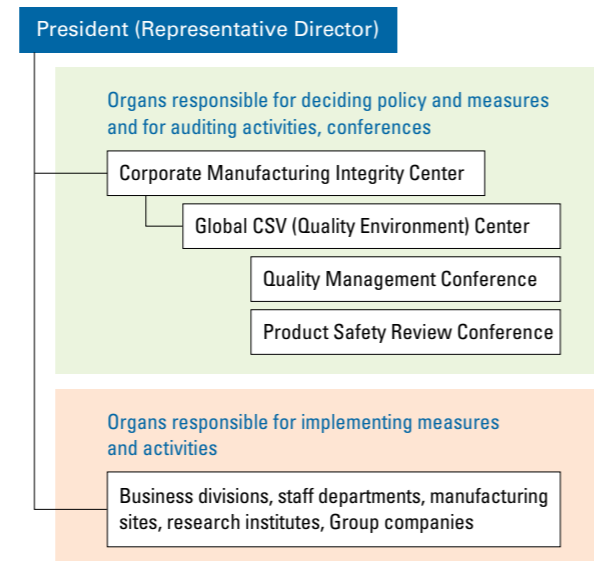 President (Representative Director)
Organs responsible for deciding policy and measures
and for auditing activities, conferences
Corporate Manufacturing Integrity Center
Global CSV (Quality Environment) Center
Quality Management Conference
Product Safety Review Conference
Organs responsible for implementing measures
and activities
Business divisions, staff departments, manufacturing
sites, research institutes, Group companies